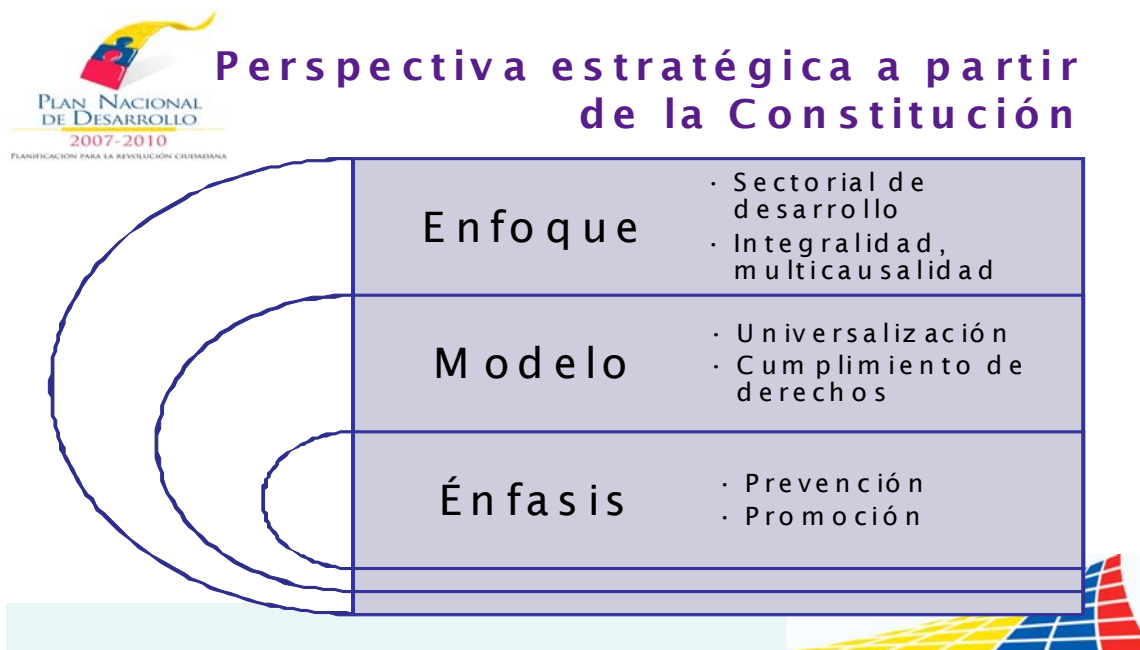 Perspectiva estratégica a partir
de la Constitución
PLAN NACIONAL
DE DESARROLLO
2007-2010
PLANIFICACIÓN PARA LA REVOLUCIÓN CIUDADANA
Enfoque
· Sectorial de
desarrollo
· Integralidad,
multicausalidad
Modelo
· Universalización
· Cumplimiento de
derechos
Énfasis
· Prevención
· Promoción